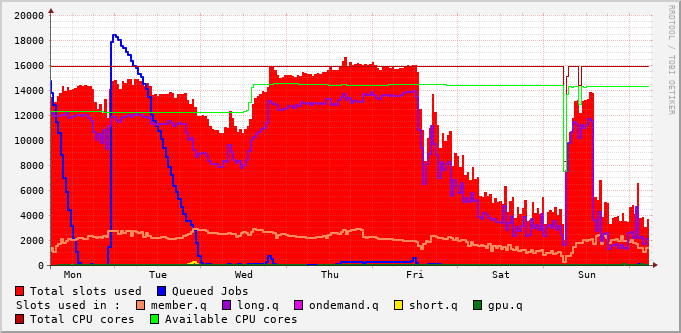 20000
18000
16000
14000
12000
10000
8000
6000
4000
2000
0
Mon Tue Wed Thu Fri Sat Sun
RRDTOOL / TOBI OETIKER
Total slots used Queued Jobs
Slots used in : member.q long.q ondemand.q short.q gpu.q
Total CPU cores Available CPU cores